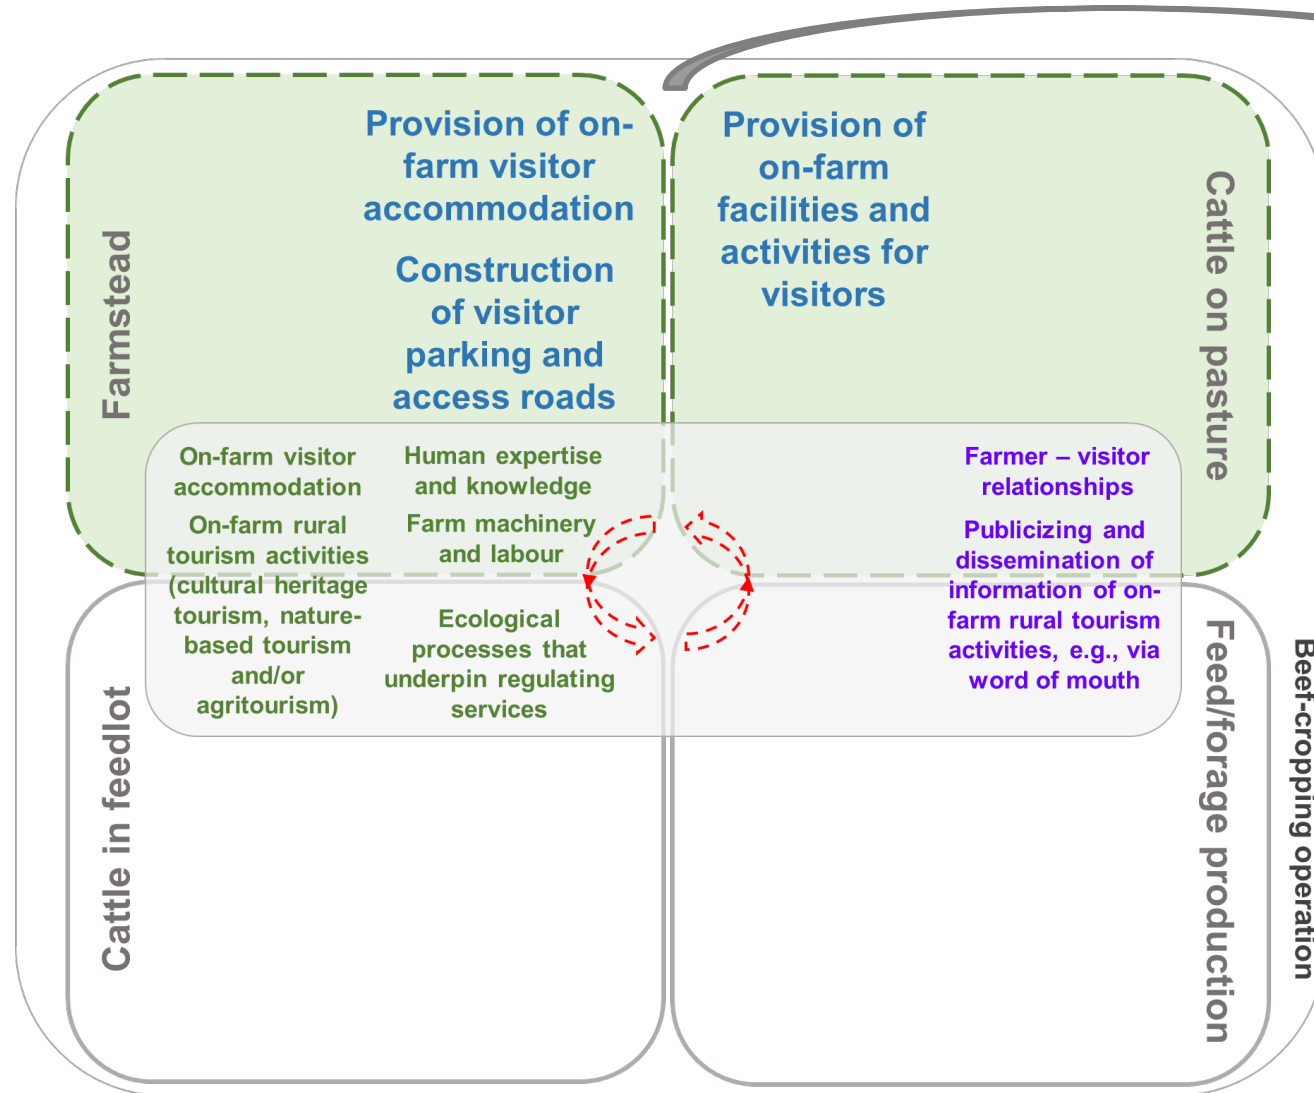 Farmstead
Provision of on-
farm visitor
accommodation
Construction
of visitor
parking and
access roads
Provision of
on-farm
facilities and
activities for
visitors
Cattle on pasture
On-farm visitor
accommodation
On-farm rural
tourism activities
(cultural heritage
tourism, nature-
based tourism
and/or
agritourism)
Human expertise
and knowledge
Farm machinery
and labour
Ecological
processes that
underpin regulating
services
Farmer – visitor
relationships
Publicizing and
dissemination of
information of on-
farm rural tourism
activities, e.g., via
word of mouth
Cattle in feedlot
Feed/forage production
Beef-cropping operation